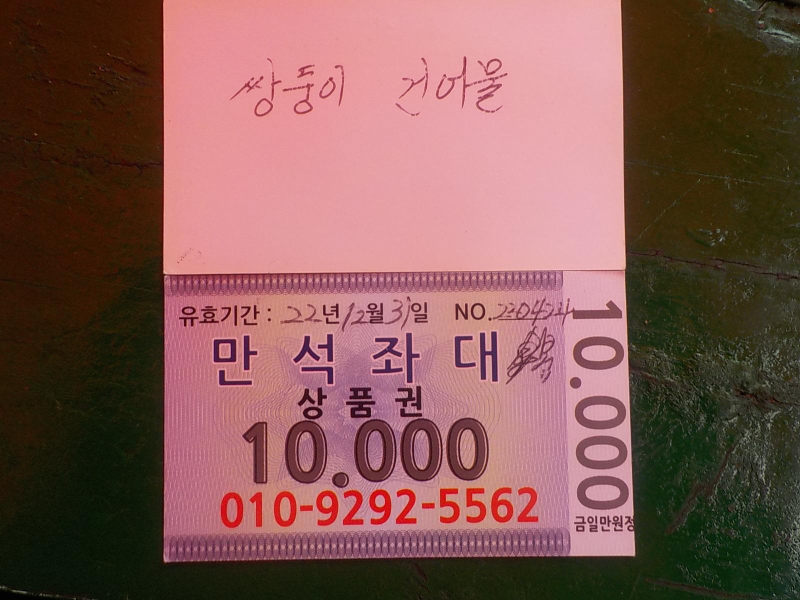 쌍둥이 건어물
유효기간 : 22년 12월 31일 NO.
만석좌대
상품권
10.000
010-9292-5562
10.000
금일만원정